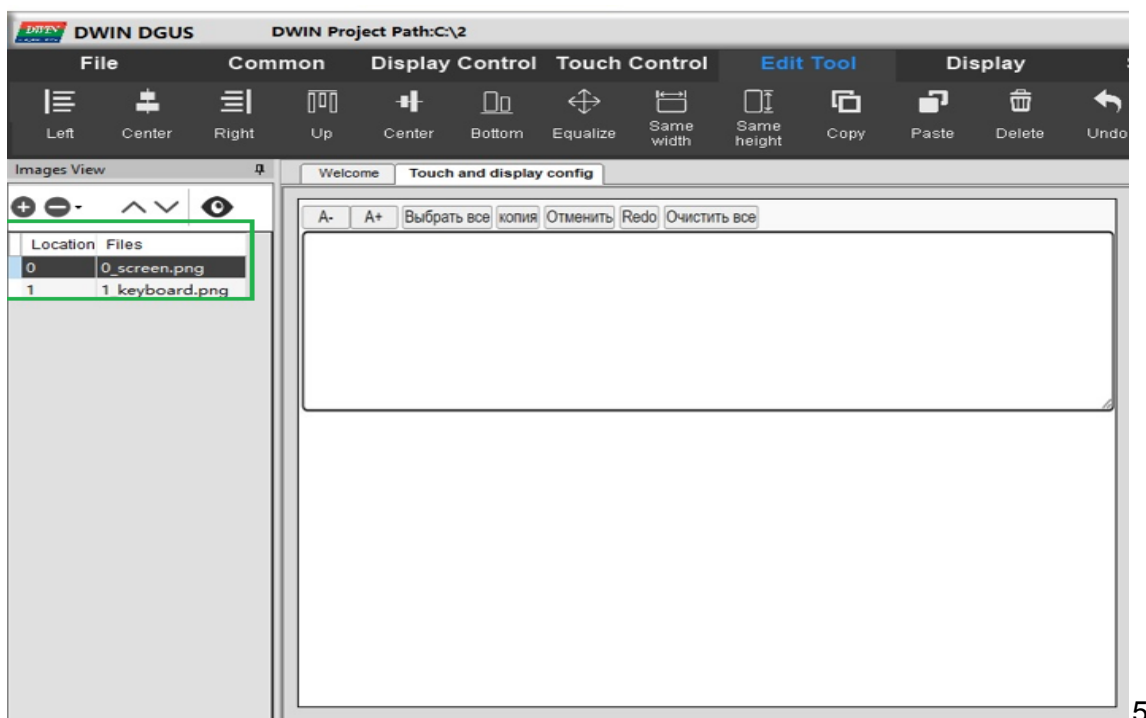 DWIN DWIN DGUS DWIN Project Path:C:\2
File Common Display Control Touch Control Edit Tool Display
Left Center Right Up Center Bottom Equalize Same width Same height Copy Paste Delete Undo
Images View Welcome Touch and display config
A- A+ Выбрать все копия Отменить Redo Очистить все
Location Files
0 0_screen.png
1 1_keyboard.png
5